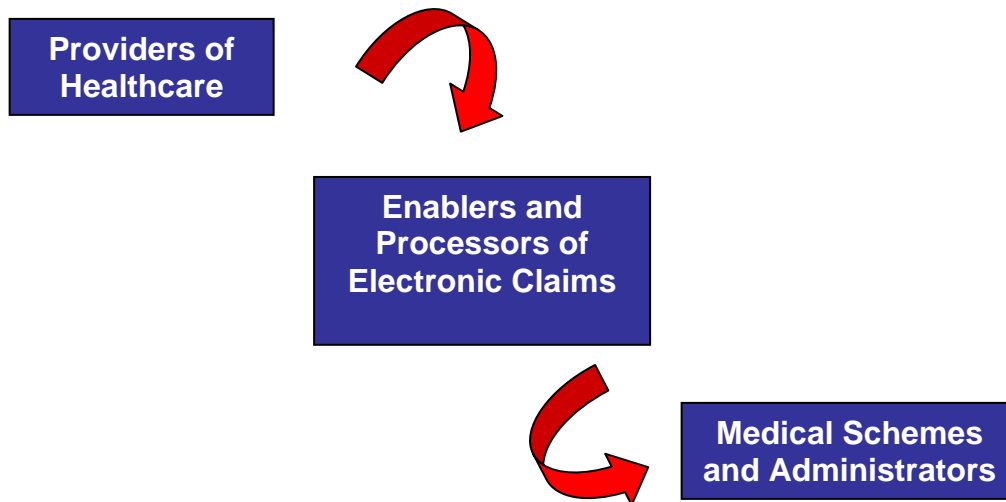 Providers of
Healthcare
Enablers and
Processors of
Electronic Claims
Medical Schemes
and Administrators